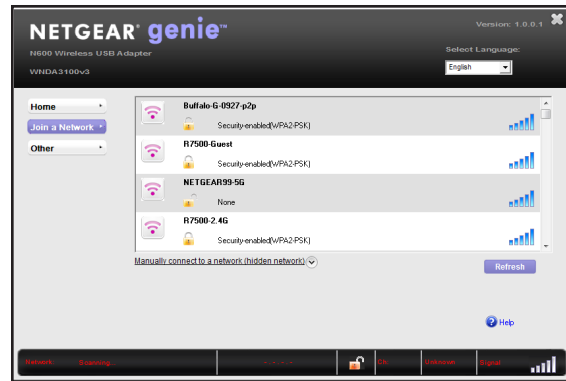 NETGEAR® genie™
Version: 1.0.0.1
N600 Wireless USB Adapter
Select Language:
WNDA3100v3
English
Home
Join a Network
Other
Buffalo-G-0927-p2p
Security-enabled(WPA2-PSK)
R7500-Guest
Security-enabled(WPA2-PSK)
NETGEAR99-5G
None
R7500-2.4G
Security-enabled(WPA2-PSK)
Manually connect to a network (hidden network)
Refresh
? Help
Network: Scanning... -.-.-.- Ch: Unknown Signal